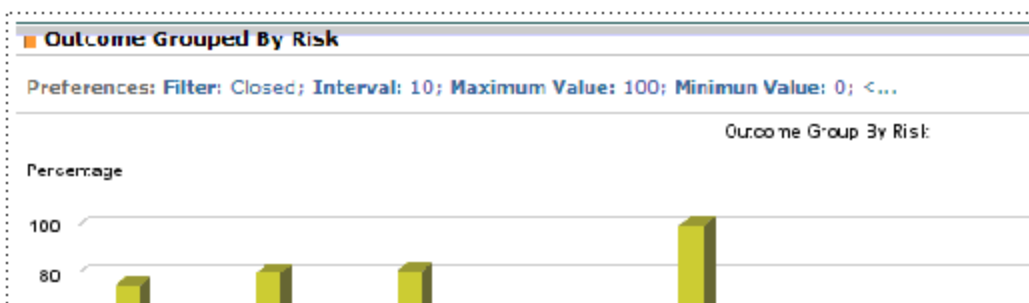 Outcome Grouped By Risk
Preferences: Filter: Closed; Interval: 10; Maximum Value: 100; Minimun Value: 0; <...
Outcome Group By Risk
Percentage
100
80